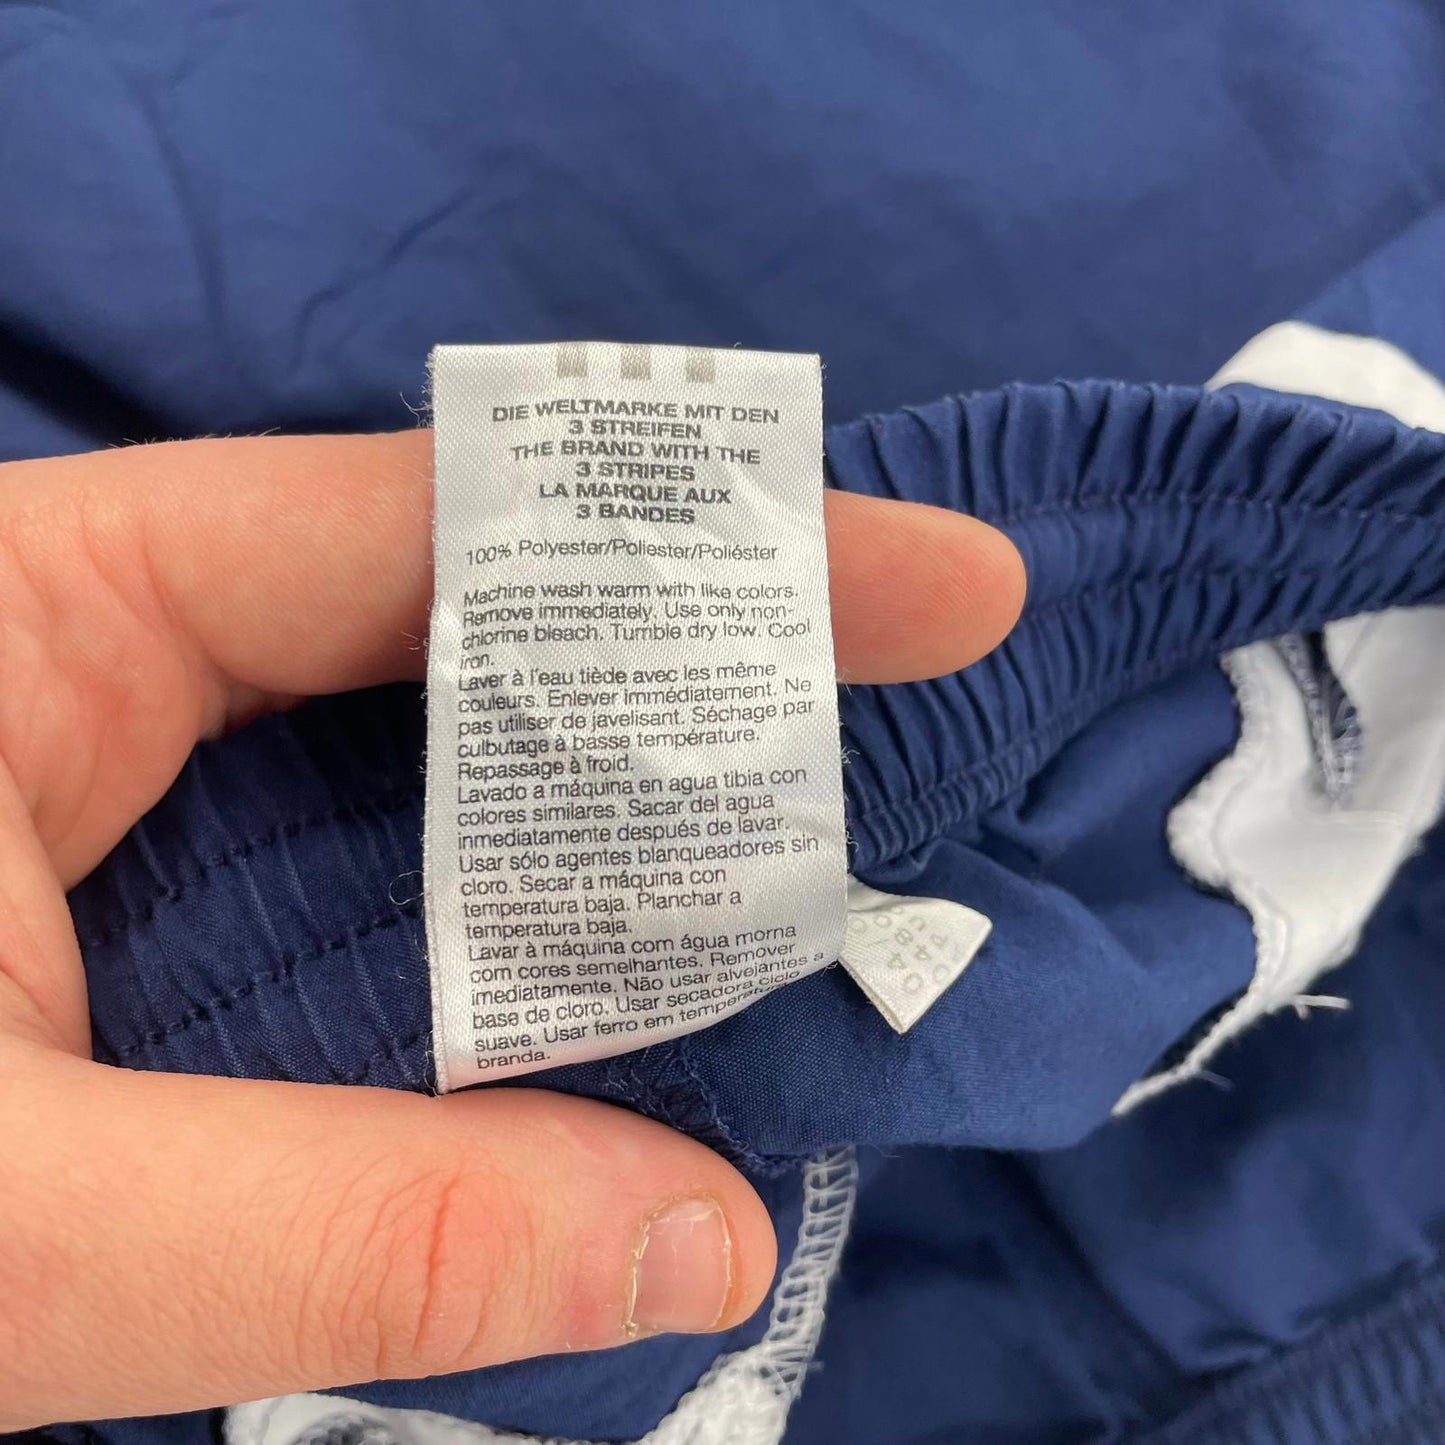 DIE WELTMARKE MIT DEN
3 STREIFEN
THE BRAND WITH THE
3 STRIPES
LA MARQUE AUX
3 BANDES
100% Polyester/Poliester/Poliéster
Machine wash warm with like colors.
Remove immediately. Use only non-
chlorine bleach. Tumble dry low. Cool
iron.
Laver à l'eau tiède avec les même
couleurs. Enlever immédiatement. Ne
pas utiliser de javelisant. Séchage par
culbutage à basse température.
Repassage à froid.
Lavado a máquina en agua tibia con
colores similares. Sacar del agua
inmediatamente después de lavar.
Usar sólo agentes blanqueadores sin
cloro. Secar a máquina con
temperatura baja. Planchar a
temperatura baja.
Lavar à máquina com água morna
com cores semelhantes. Remover
imediatamente. Não usar alvejantes a
base de cloro. Usar secadora ciclo
suave. Usar ferro em temperatura
branda.
04